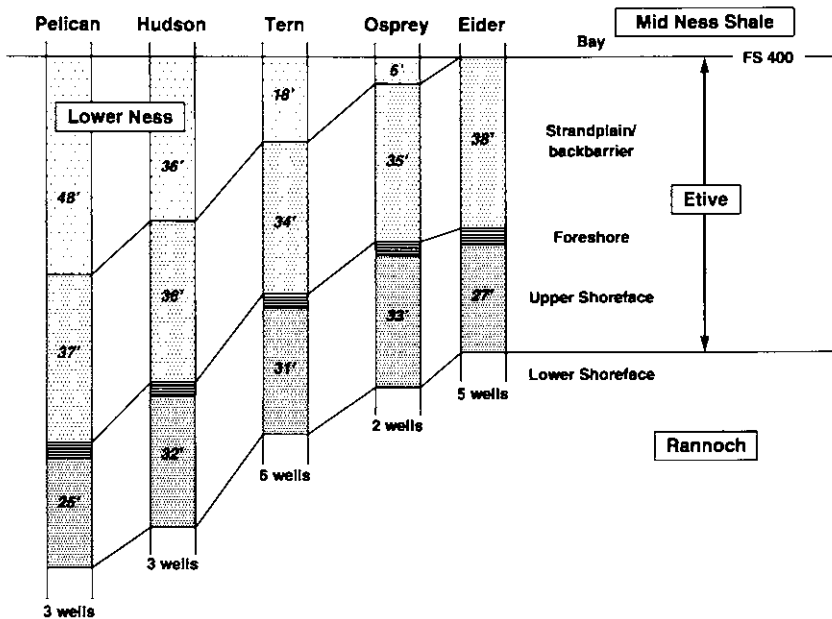 Pelican Hudson Tern Osprey Eider
Mid Ness Shale
Bay
FS 400
6'
18'
Lower Ness
Strandplain/
backbarrier
38'
35'
36'
48'
Etive
34'
Foreshore
36'
Upper Shoreface
27'
33'
37'
31'
Lower Shoreface
5 wells
2 wells
Rannoch
32'
6 wells
25'
3 wells
3 wells